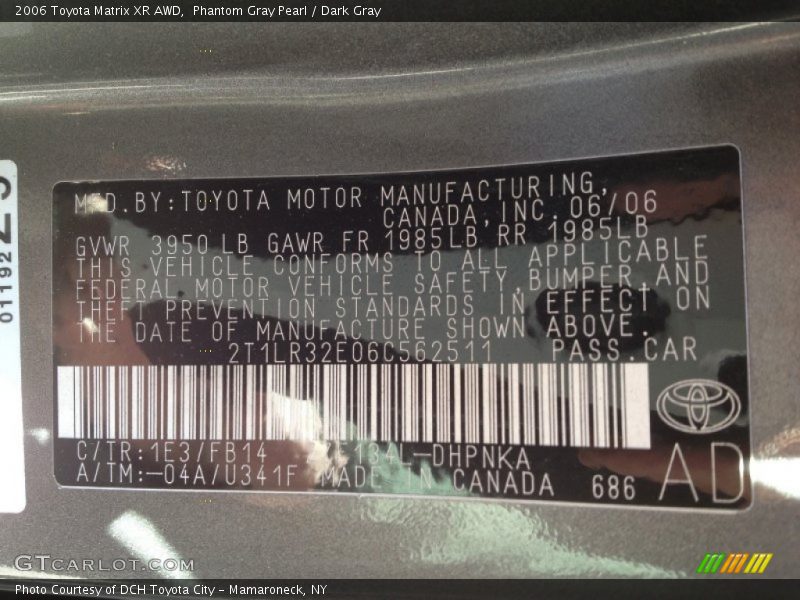 2006 Toyota Matrix XR AWD, Phantom Gray Pearl / Dark Gray
MFD.BY:TOYOTA MOTOR MANUFACTURING,
CANADA,INC.06/06
GVWR 3950 LB GAWR FR 1985LB,RR 1985LB
THIS VEHICLE CONFORMS TO ALL APPLICABLE
FEDERAL MOTOR VEHICLE SAFETY,BUMPER,AND
THEFT PREVENTION STANDARDS IN EFFECT ON
THE DATE OF MANUFACTURE SHOWN ABOVE.
2T1LR32E06C562511 PASS.CAR
C/TR:1E3/FB14 134-DHPNKA
A/TM:-04A/U341F MADE IN CANADA 686 AD
GTCARLOT.COM
Photo Courtesy of DCH Toyota City – Mamaroneck, NY